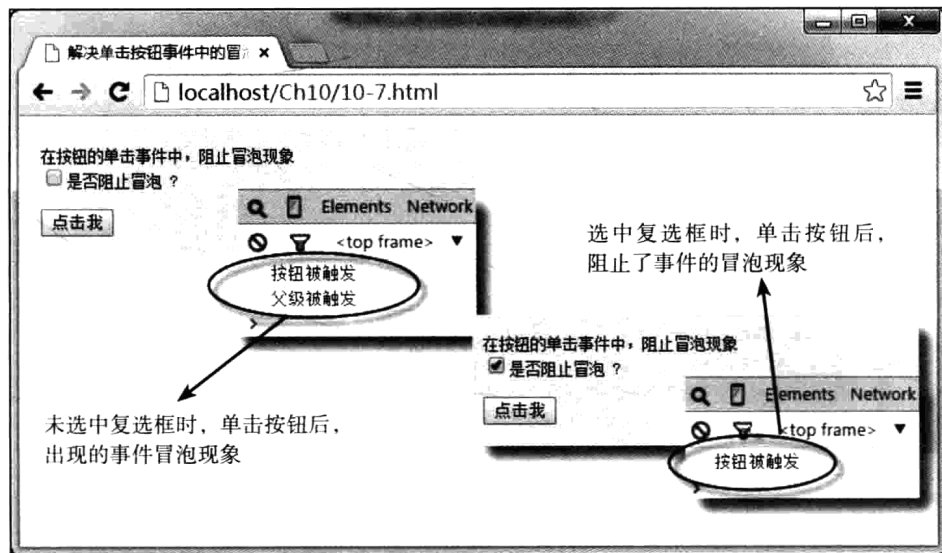 解决单击按钮事件中的冒
localhost/Ch10/10-7.html
在按钮的单击事件中，阻止冒泡现象
是否阻止冒泡 ？
点击我
Elements Network
<top frame> ▼
按钮被触发
父级被触发
选中复选框时，单击按钮后，
阻止了事件的冒泡现象
未选中复选框时，单击按钮后，
出现的事件冒泡现象
在按钮的单击事件中，阻止冒泡现象
是否阻止冒泡 ？
点击我
Elements Network
<top frame> ▼
按钮被触发